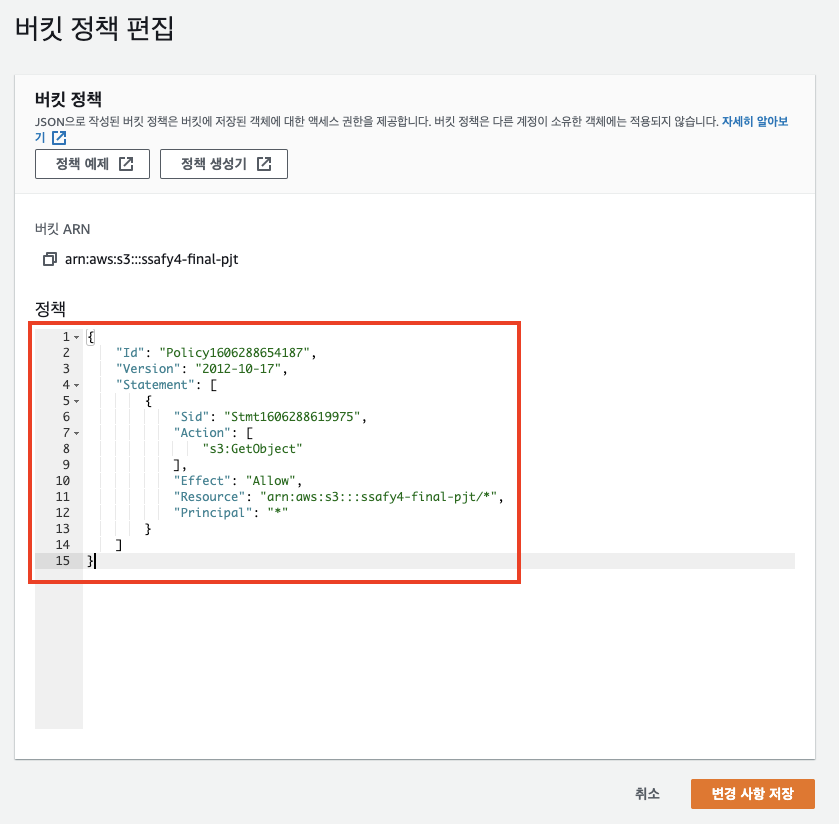 버킷 정책 편집
버킷 정책
JSON으로 작성된 버킷 정책은 버킷에 저장된 객체에 대한 액세스 권한을 제공합니다. 버킷 정책은 다른 계정이 소유한 객체에는 적용되지 않습니다. 자세히 알아보
기
정책 예제 정책 생성기
버킷 ARN
arn:aws:s3:::ssafy4-final-pjt
정책
1 {
2 "Id": "Policy1606288654187",
3 "Version": "2012-10-17",
4 "Statement": [
5 {
6 "Sid": "Stmt1606288619975",
7 "Action": [
8 "s3:GetObject"
9 ],
10 "Effect": "Allow",
11 "Resource": "arn:aws:s3:::ssafy4-final-pjt/*",
12 "Principal": "*"
13 }
14 ]
15 }
취소 변경 사항 저장